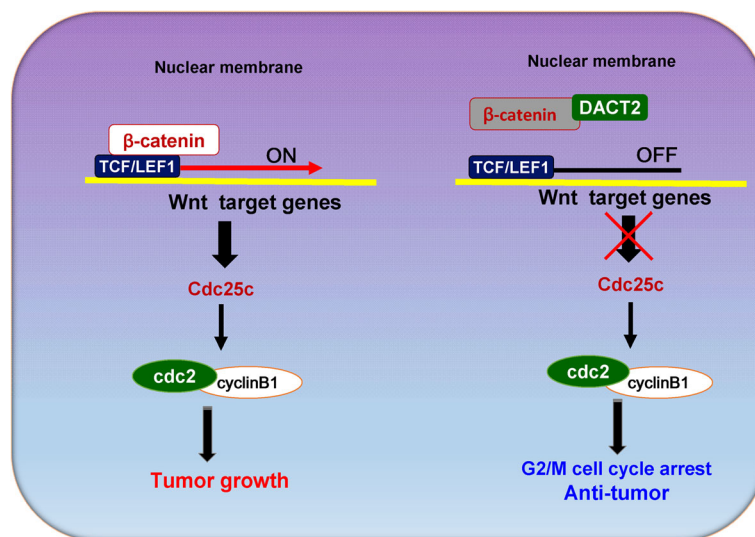 Nuclear membrane
β-catenin
TCF/LEF1
ON
Wnt target genes
Cdc25c
cdc2
cyclinB1
Tumor growth
Nuclear membrane
β-catenin
DACT2
TCF/LEF1
OFF
Wnt target genes
Cdc25c
cdc2
cyclinB1
G2/M cell cycle arrest
Anti-tumor